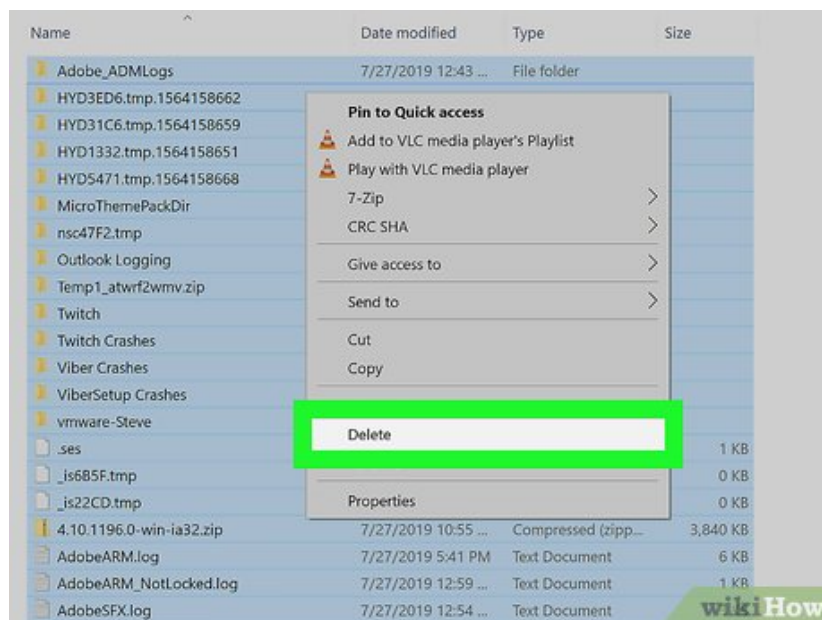 Name Date modified Type Size
Adobe_ADMLogs 7/27/2019 12:43 ... File folder
HYD3ED6.tmp.1564158662
HYD31C6.tmp.1564158659
HYD1332.tmp.1564158651
HYD5471.tmp.1564158668
MicroThemePackDir
nsc47F2.tmp
Outlook Logging
Temp1_atwrf2wmv.zip
Twitch
Twitch Crashes
Viber Crashes
ViberSetup Crashes
vmware-Steve
.ses 1 KB
_is6B5F.tmp 0 KB
_is22CD.tmp 0 KB
4.10.1196.0-win-ia32.zip 7/27/2019 10:55 ... Compressed (zipp... 3,840 KB
AdobeARM.log 7/27/2019 5:41 PM Text Document 6 KB
AdobeARM_NotLocked.log 7/27/2019 12:59 ... Text Document 1 KB
AdobeSFX.log 7/27/2019 12:54 ... Text Document
Pin to Quick access
Add to VLC media player's Playlist
Play with VLC media player
7-Zip
CRC SHA
Give access to
Send to
Cut
Copy
Delete
Properties
wikiHow